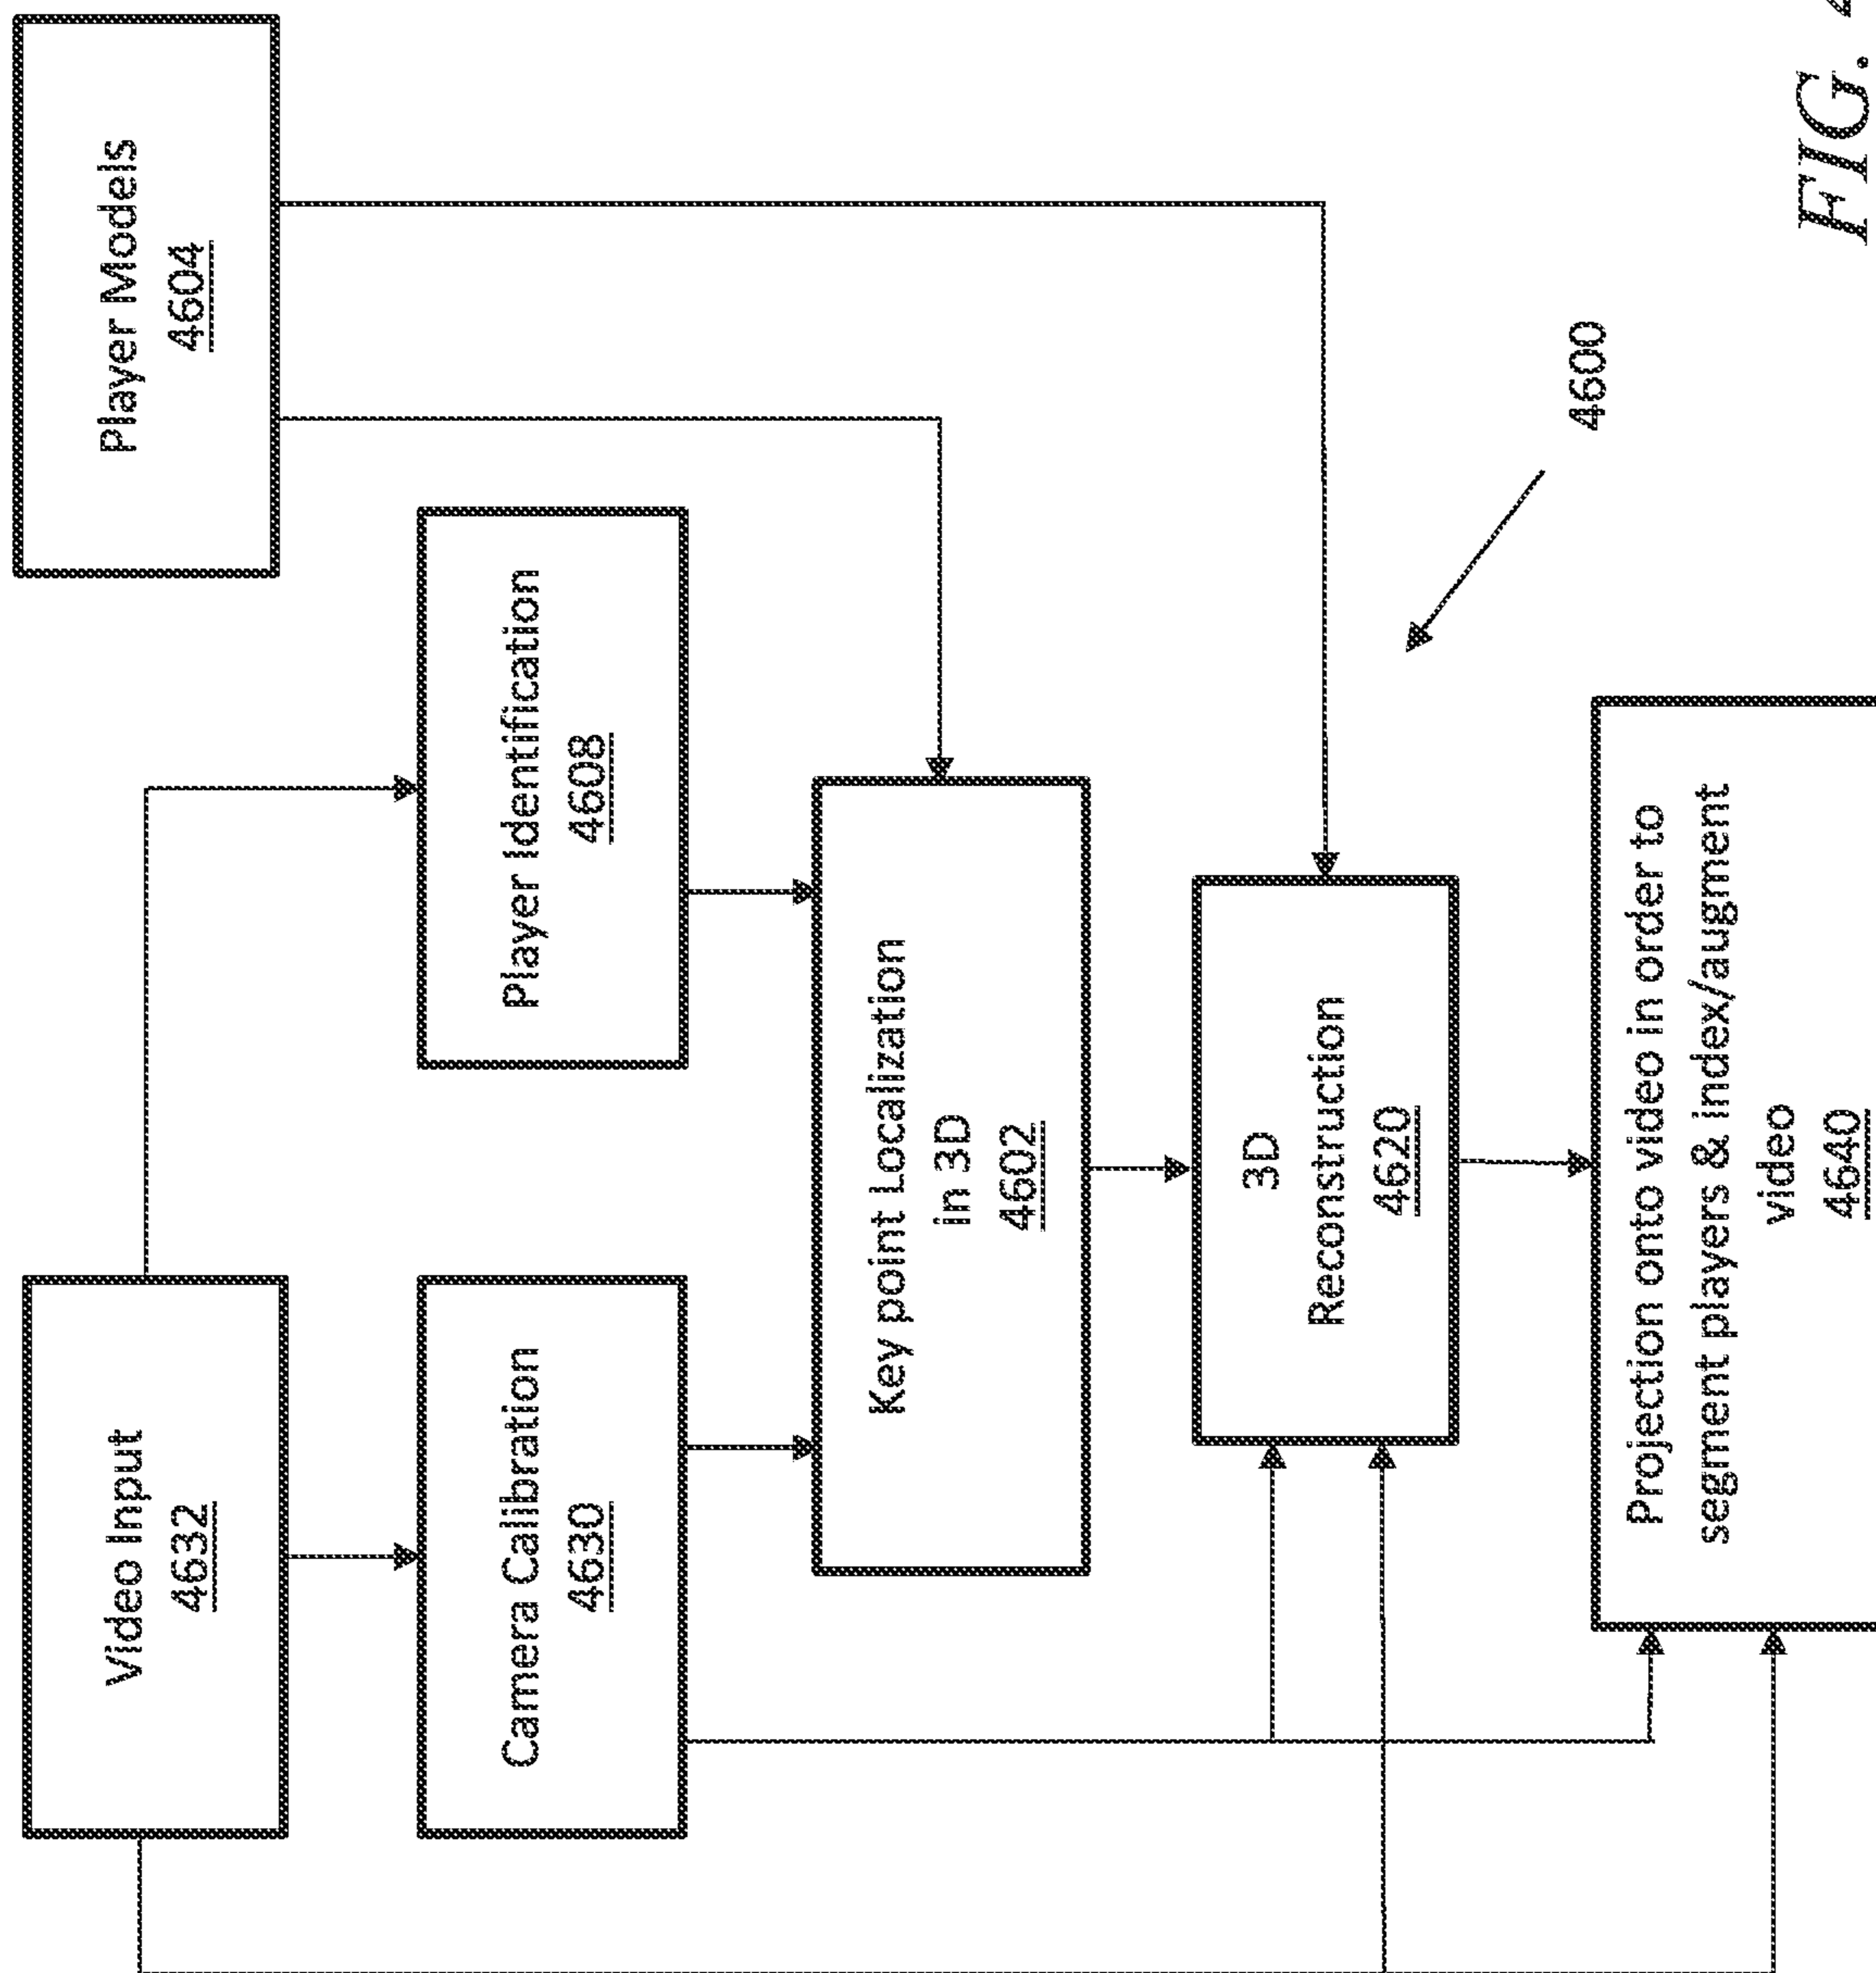 Video Input
4632
Player Models
4604
Camera Calibration
4630
Player Identification
4608
Key point Localization
in 3D
4602
3D
Reconstruction
4620
4600
Projection onto video in order to
segment players & index/augment
video
4640
FIG.